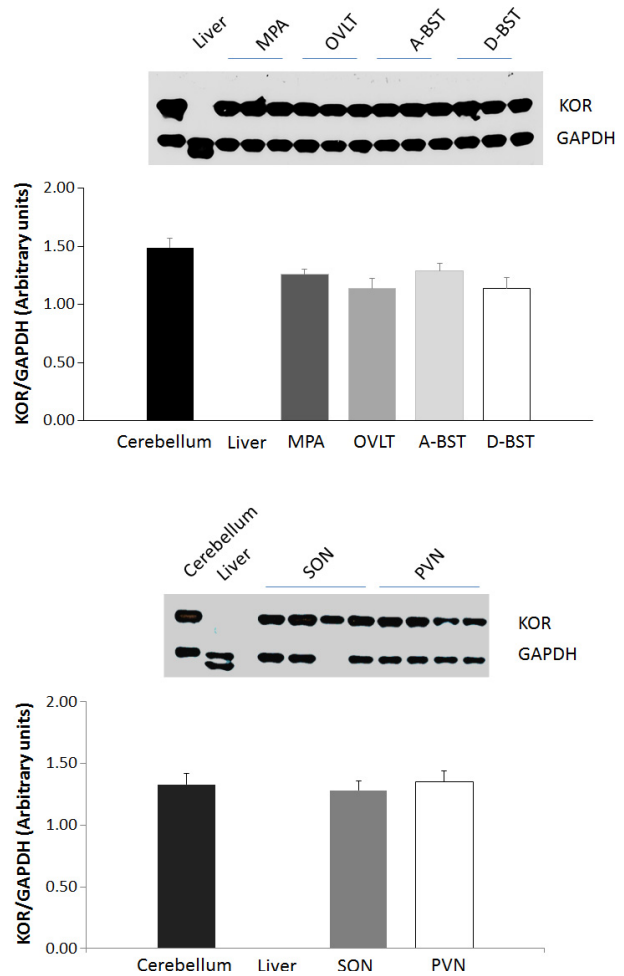 Liver MPA OVLT A-BST D-BST
KOR
GAPDH
KOR/GAPDH (Arbitrary units)
2.00
1.50
1.00
0.50
0.00
Cerebellum Liver MPA OVLT A-BST D-BST
Cerebellum Liver SON PVN
KOR
GAPDH
KOR/GAPDH (Arbitrary units)
2.00
1.50
1.00
0.50
0.00
Cerebellum Liver SON PVN